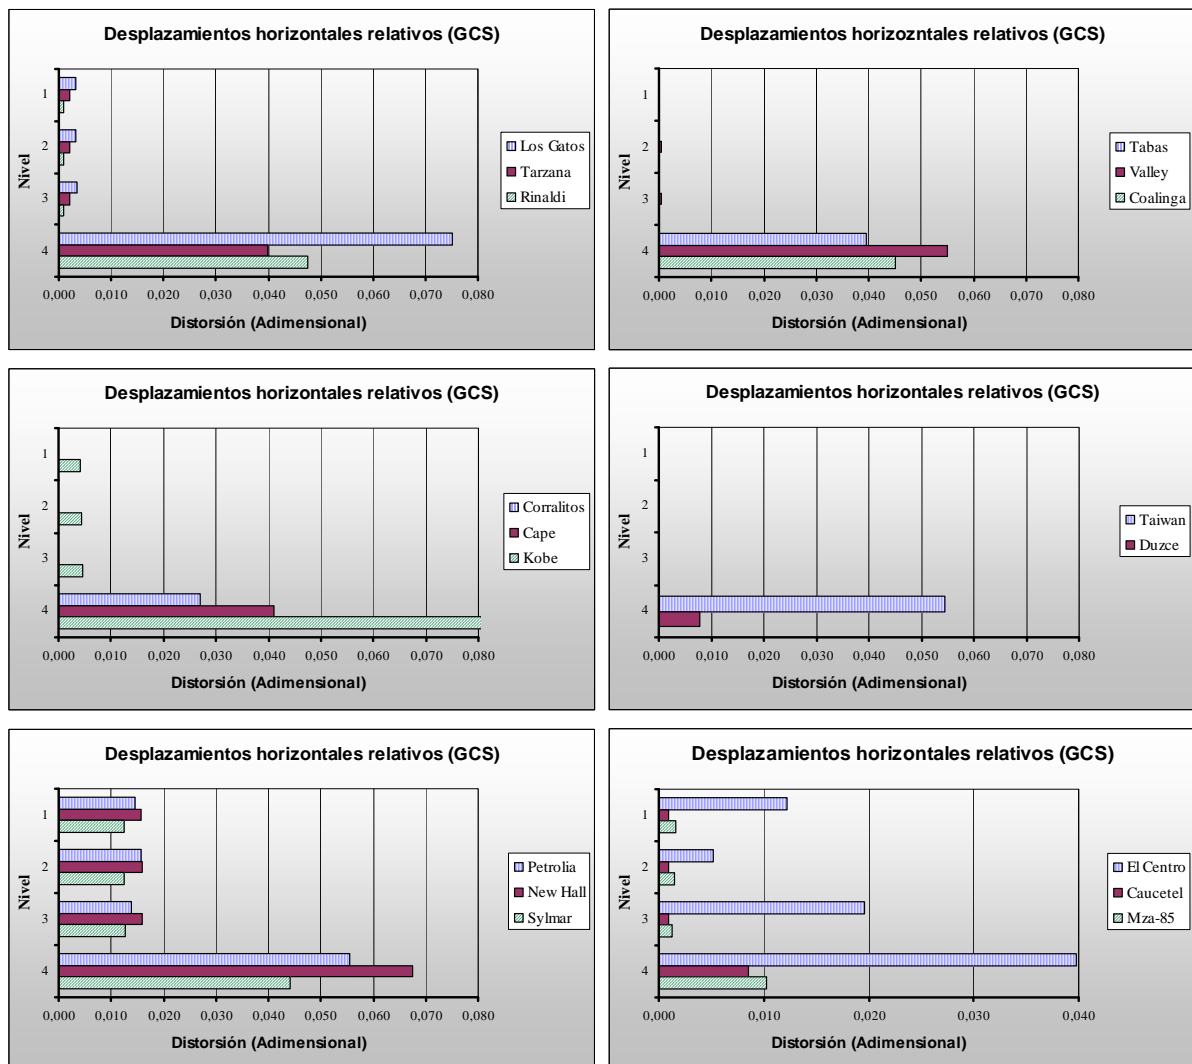 Desplazamientos horizontales relativos (GCS)
Nivel
1
2
3
4
0,000 0,010 0,020 0,030 0,040 0,050 0,060 0,070 0,080
Distorsión (Adimensional)
Los Gatos
Tarzana
Rinaldi
Desplazamientos horizozntales relativos (GCS)
Nivel
1
2
3
4
0,000 0,010 0,020 0,030 0,040 0,050 0,060 0,070 0,080
Distorsión (Adimensional)
Tabas
Valley
Coalinga
Desplazamientos horizontales relativos (GCS)
Nivel
1
2
3
4
0,000 0,010 0,020 0,030 0,040 0,050 0,060 0,070 0,080
Distorsión (Adimensional)
Corralitos
Cape
Kobe
Desplazamientos horizontales relativos (GCS)
Nivel
1
2
3
4
0,000 0,010 0,020 0,030 0,040 0,050 0,060 0,070 0,080
Distorsión (Adimensional)
Taiwan
Duzce
Desplazamientos horizontales relativos (GCS)
Nivel
1
2
3
4
0,000 0,010 0,020 0,030 0,040 0,050 0,060 0,070 0,080
Distorsión (Adimensional)
Petrolia
New Hall
Sylmar
Desplazamientos horizontales relativos (GCS)
Nivel
1
2
3
4
0,000 0,010 0,020 0,030 0,040
Distorsión (Adimensional)
El Centro
Caucetel
Mza-85